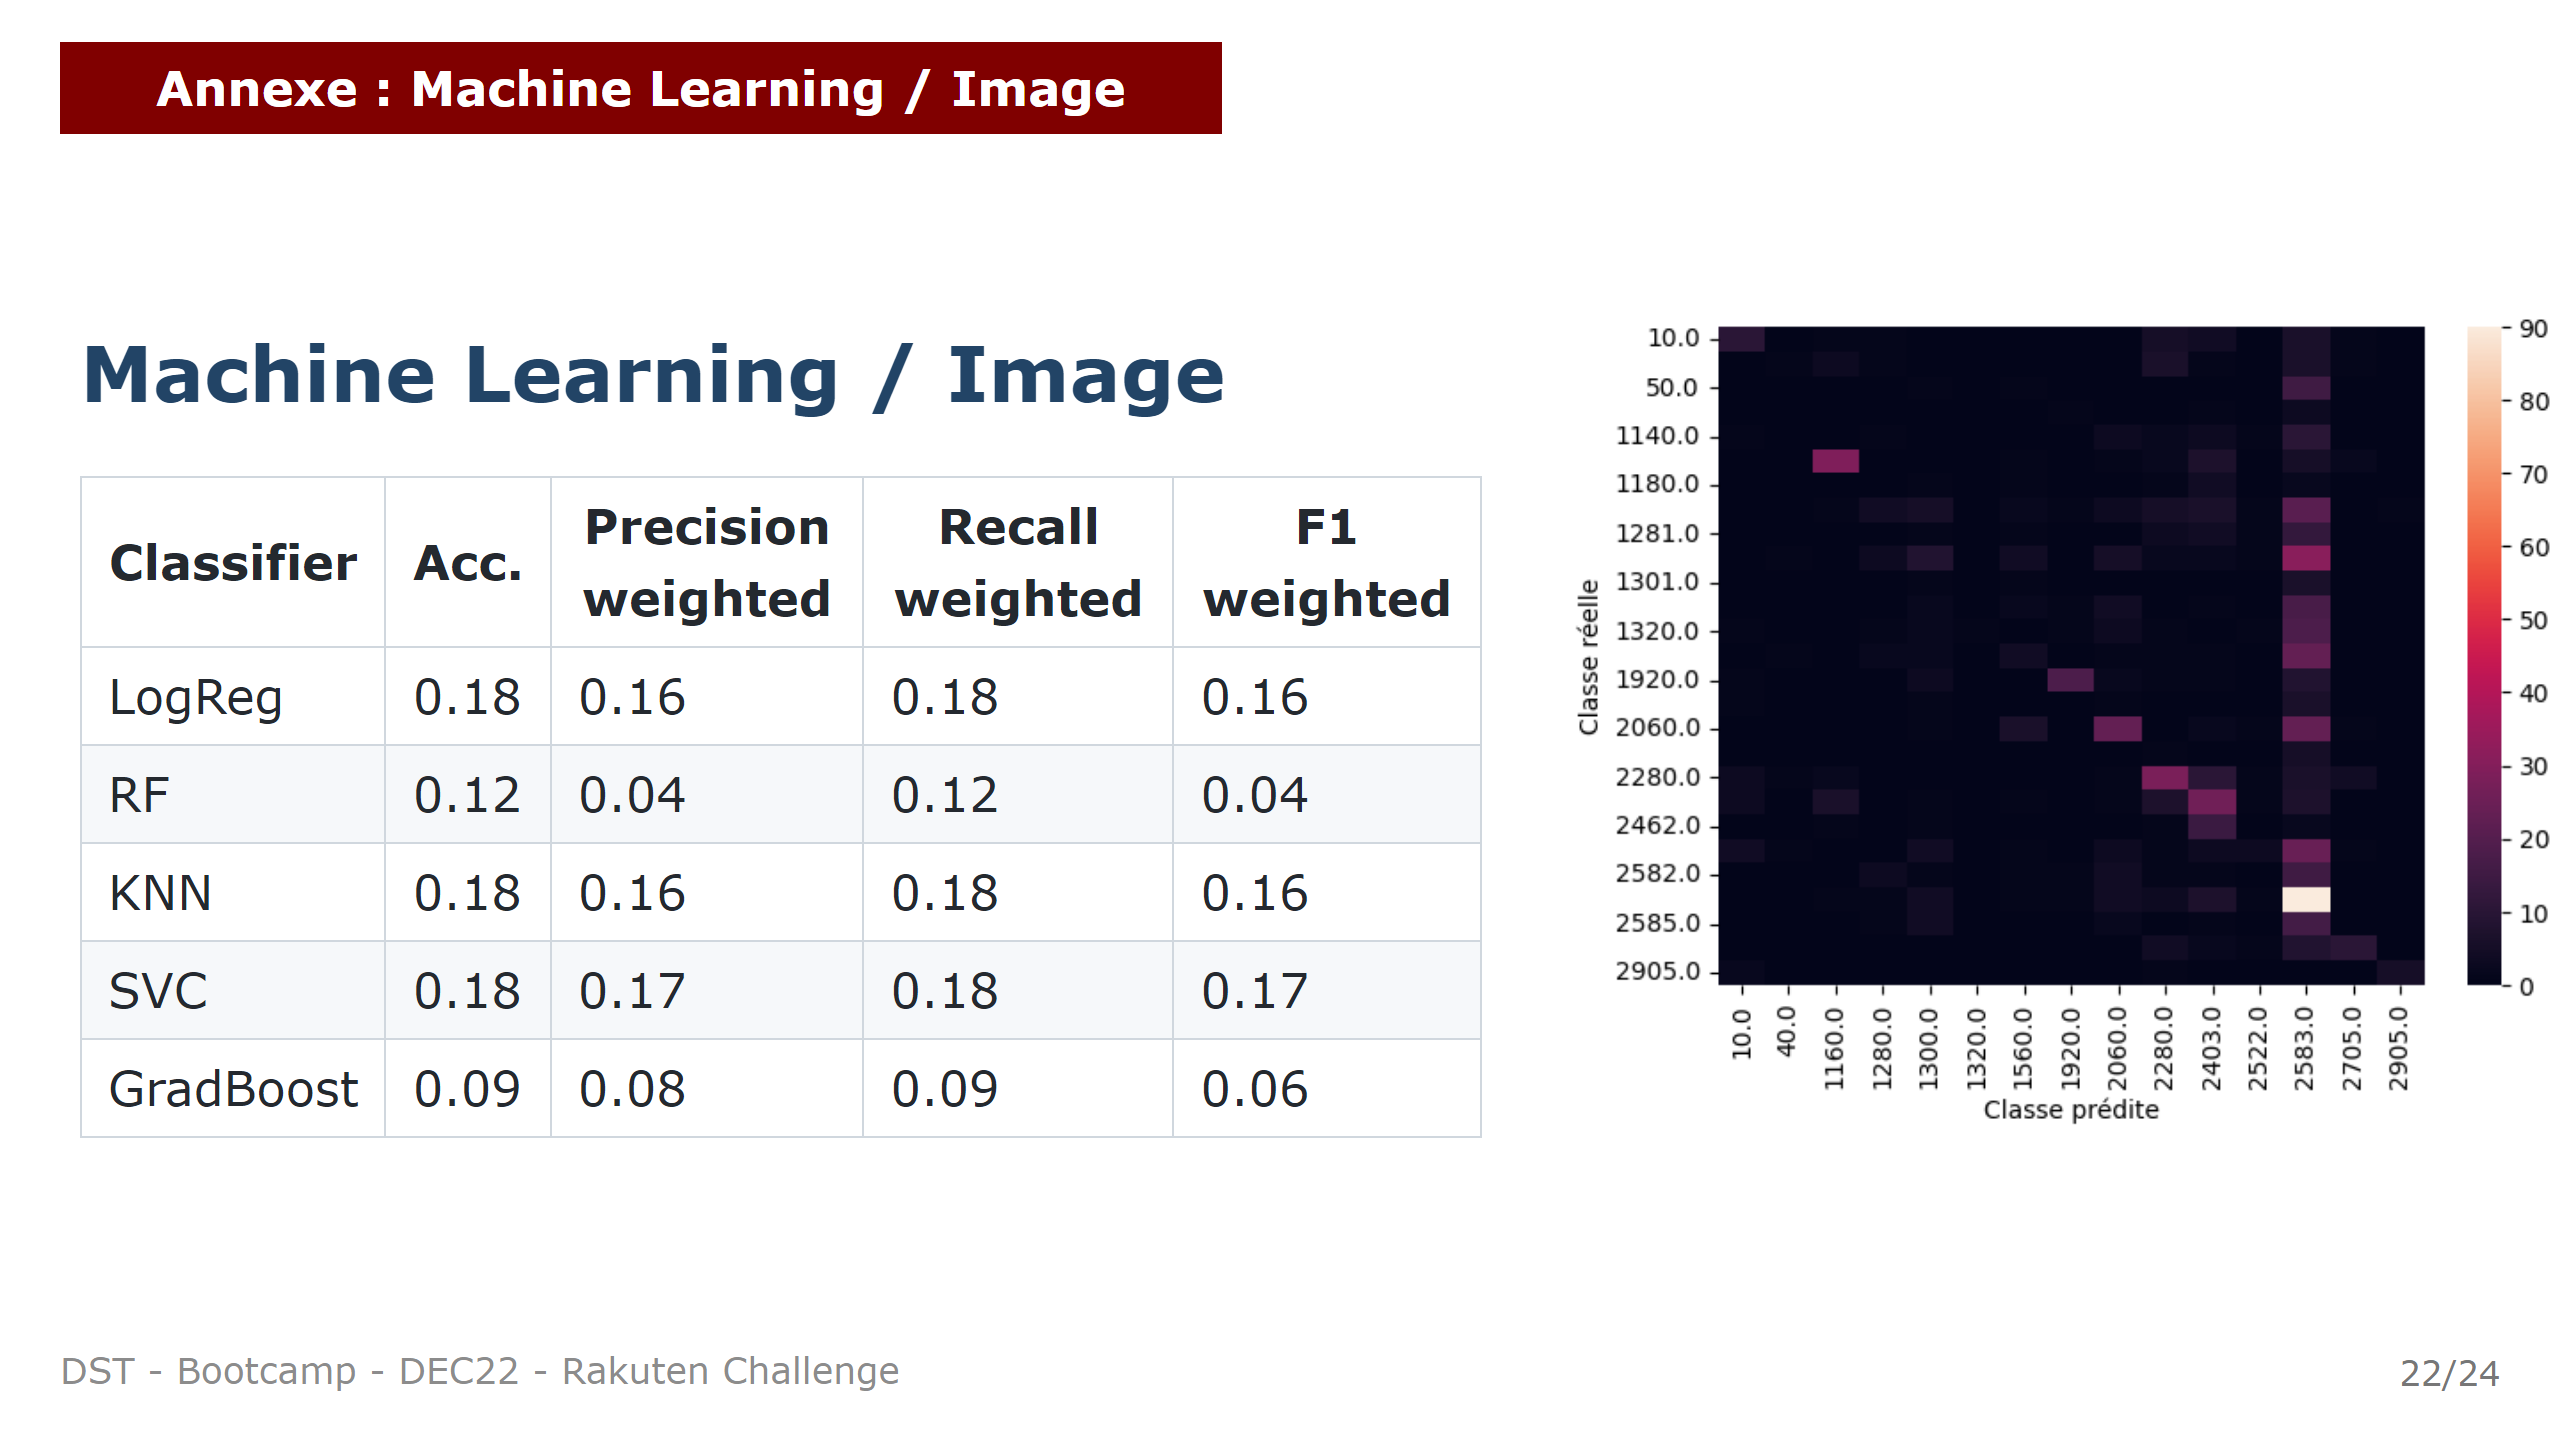 Annexe : Machine Learning / Image
Machine Learning / Image
Classifier Acc. Precision weighted Recall weighted F1 weighted
LogReg 0.18 0.16 0.18 0.16
RF 0.12 0.04 0.12 0.04
KNN 0.18 0.16 0.18 0.16
SVC 0.18 0.17 0.18 0.17
GradBoost 0.09 0.08 0.09 0.06
Classe réelle
10.0
50.0
1140.0
1180.0
1281.0
1301.0
1320.0
1920.0
2060.0
2280.0
2462.0
2582.0
2585.0
2905.0
10.0 40.0 1160.0 1280.0 1300.0 1320.0 1560.0 1920.0 2060.0 2280.0 2403.0 2522.0 2583.0 2705.0 2905.0
Classe prédite
90
80
70
60
50
40
30
20
10
0
DST - Bootcamp - DEC22 - Rakuten Challenge
22/24